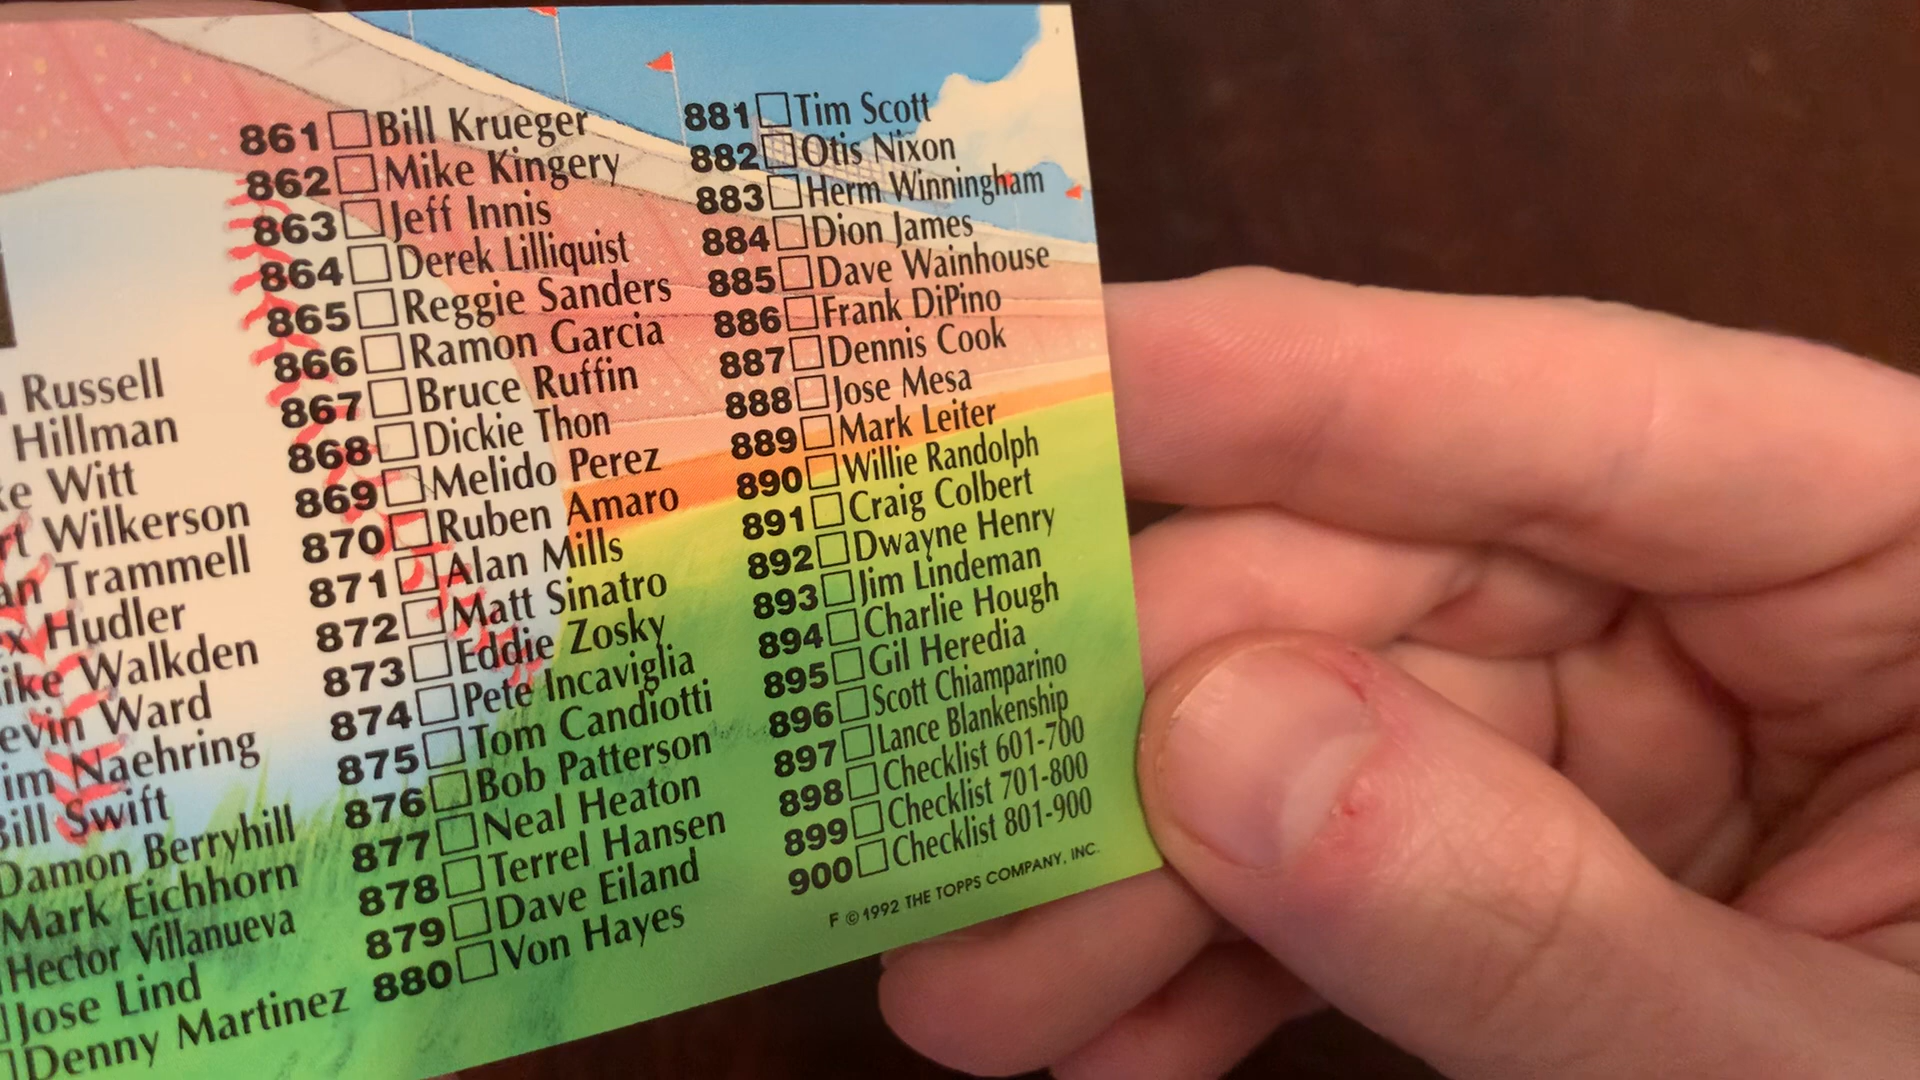 Russell
Hillman
Witt
Wilkerson
Trammell
Hudler
Walkden
Ward
Naehring
Swift
Damon Berryhill
Mark Eichhorn
Hector Villanueva
Jose Lind
Denny Martinez
861 Bill Krueger
862 Mike Kingery
863 Jeff Innis
864 Derek Lilliquist
865 Reggie Sanders
866 Ramon Garcia
867 Bruce Ruffin
868 Dickie Thon
869 Melido Perez
870 Ruben Amaro
871 Alan Mills
872 Matt Sinatro
873 Eddie Zosky
874 Pete Incaviglia
875 Tom Candiotti
876 Bob Patterson
877 Neal Heaton
878 Terrel Hansen
879 Dave Eiland
880 Von Hayes
881 Tim Scott
882 Otis Nixon
883 Herm Winningham
884 Dion James
885 Dave Wainhouse
886 Frank DiPino
887 Dennis Cook
888 Jose Mesa
889 Mark Leiter
890 Willie Randolph
891 Craig Colbert
892 Dwayne Henry
893 Jim Lindeman
894 Charlie Hough
895 Gil Heredia
896 Scott Chiamparino
897 Lance Blankenship
898 Checklist 601-700
899 Checklist 701-800
900 Checklist 801-900
F © 1992 THE TOPPS COMPANY, INC.